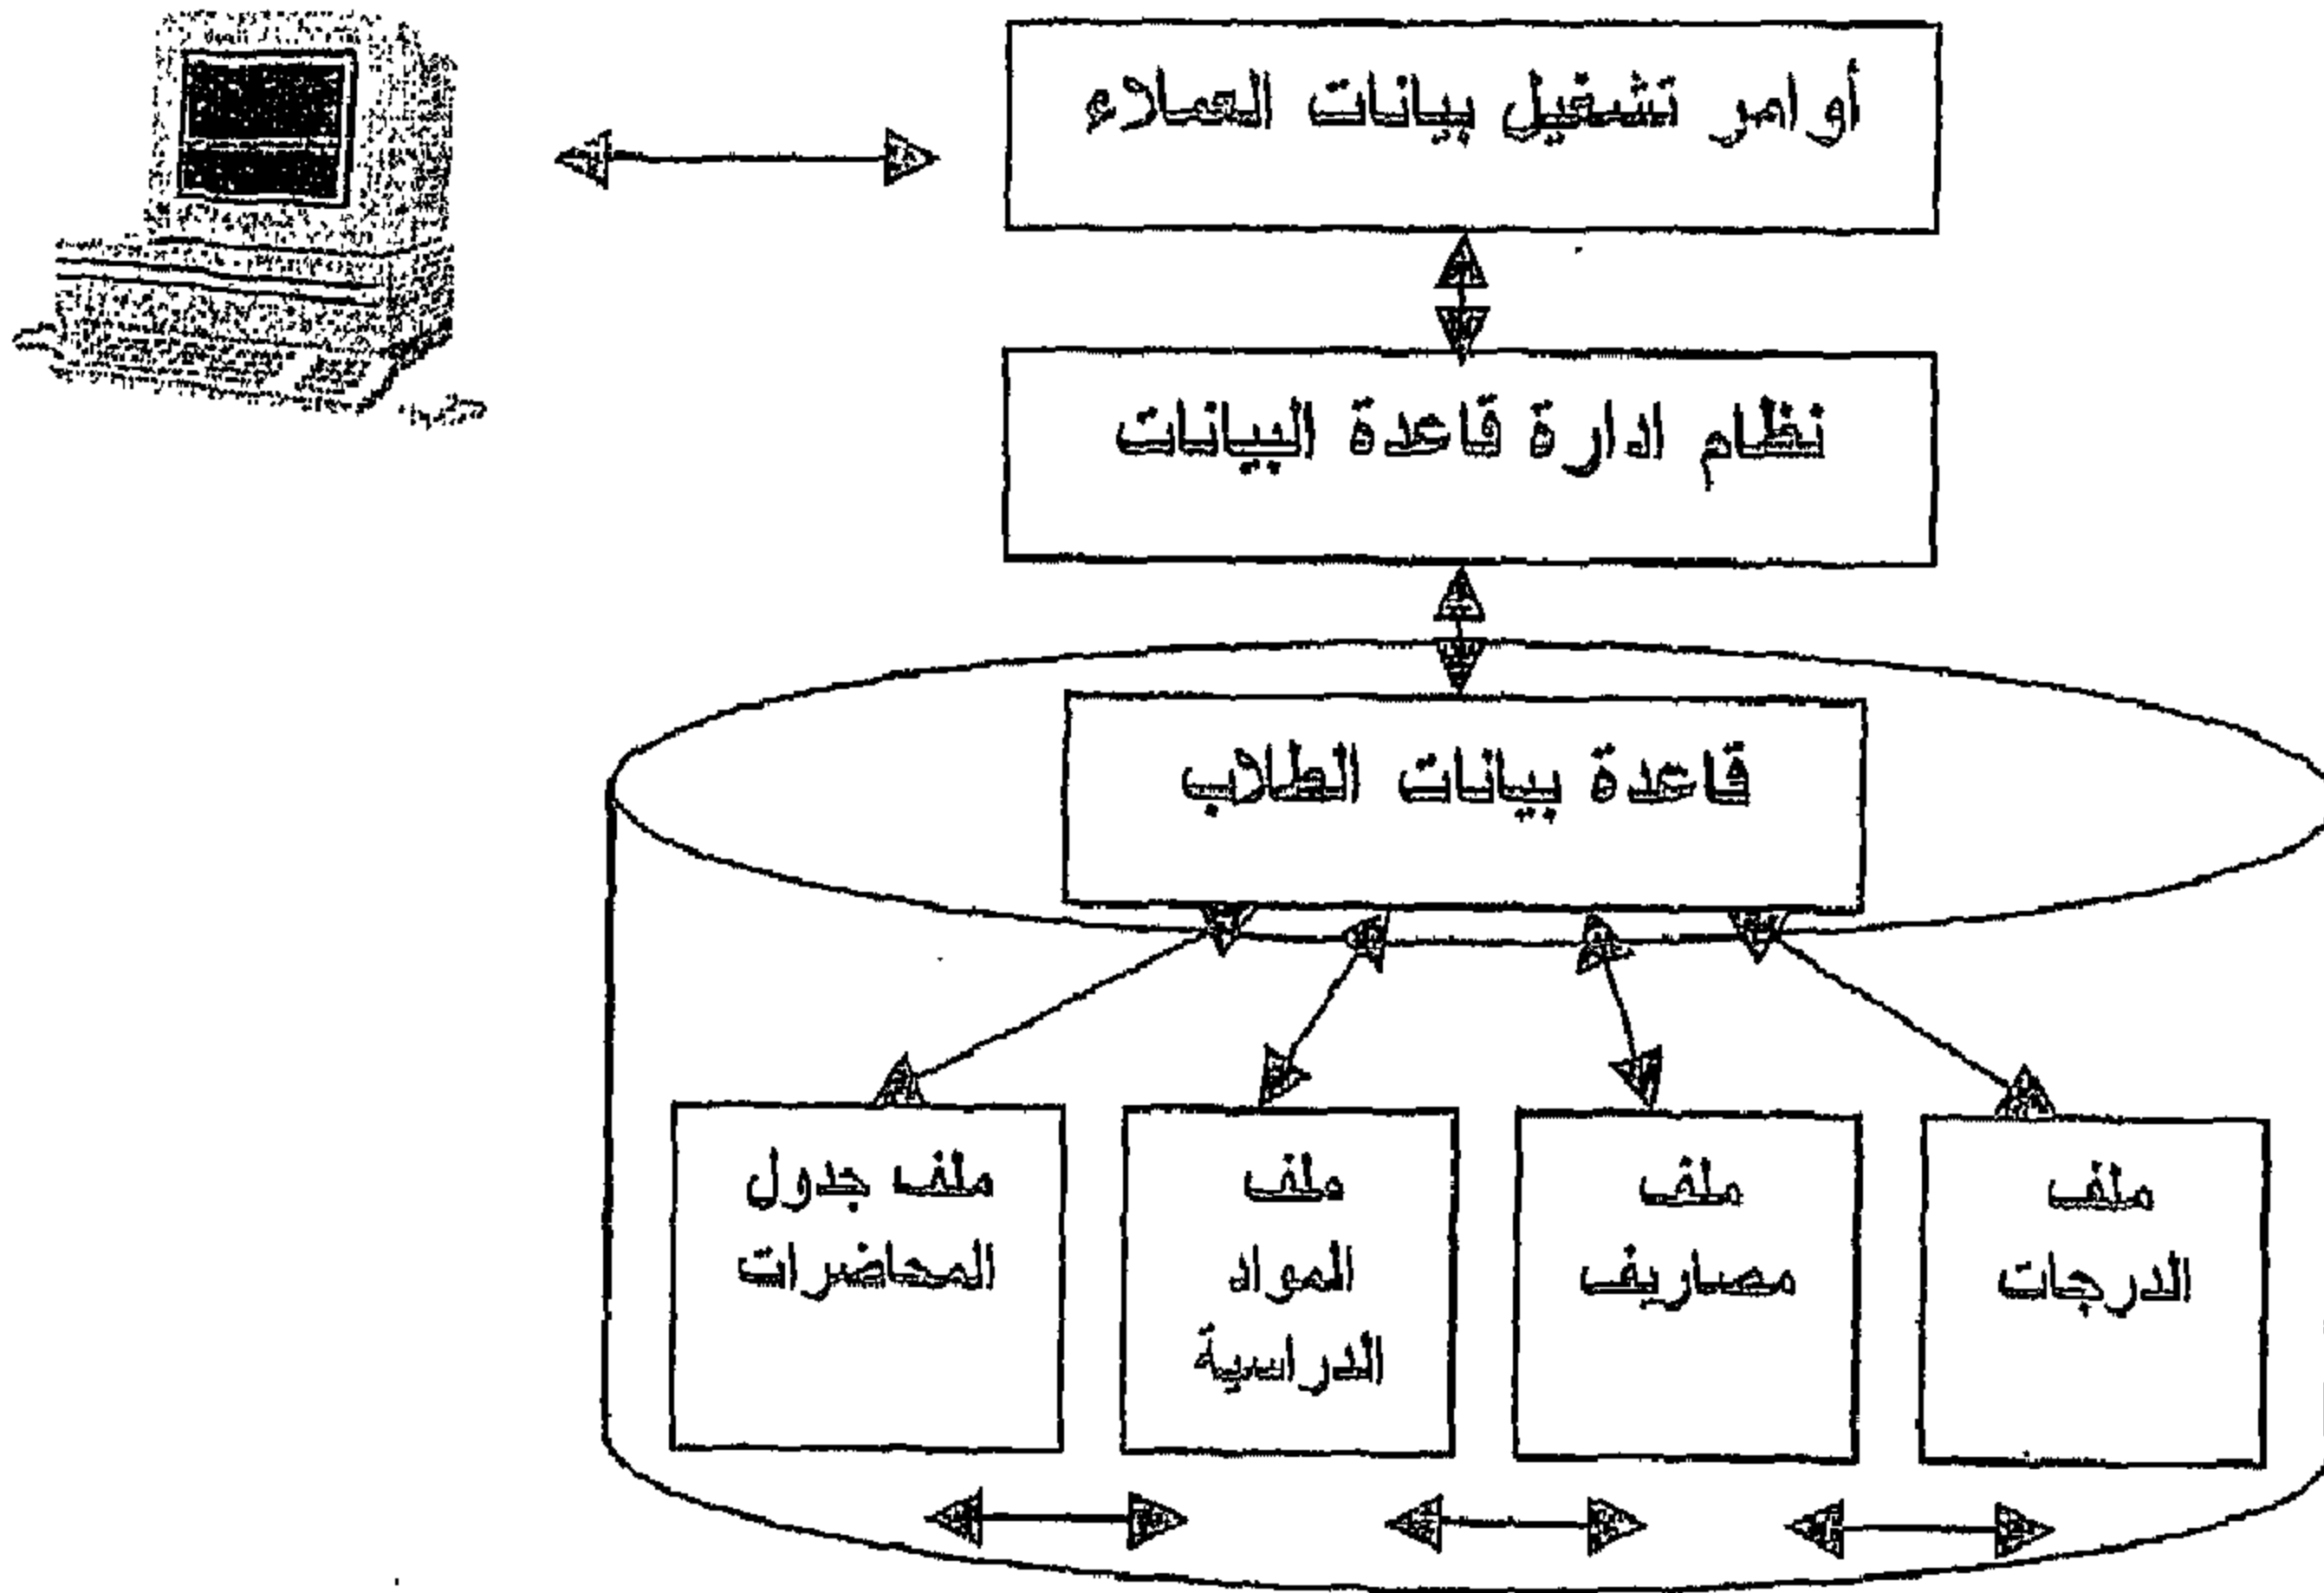 أوامر تشغيل بيانات العملاء
نظام ادارة قاعدة البيانات
قاعدة بيانات الطلاب
ملف
الدرجات
ملف
مصاريف
ملف
المواد
الدراسية
ملف جدول
المحاضرات